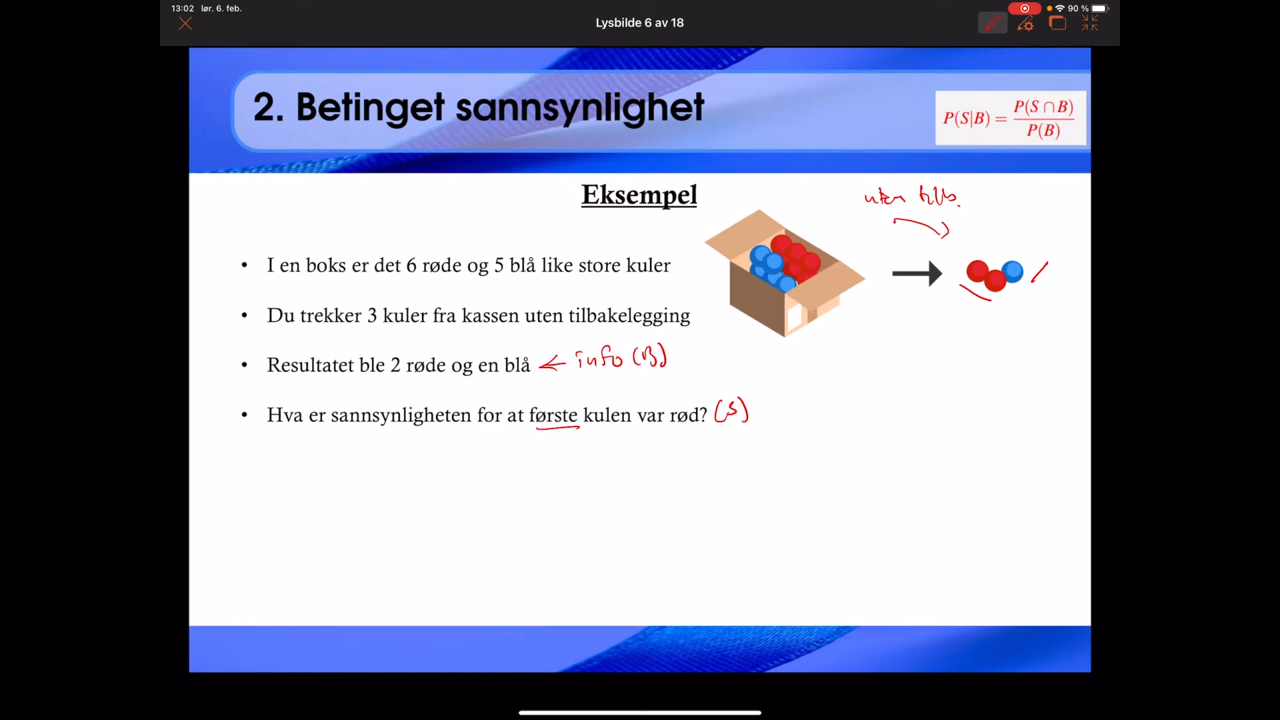 13:02 lør. 6. feb.
90 %
Lysbilde 6 av 18
2. Betinget sannsynlighet
P(S|B) = P(S ∩ B) / P(B)
Eksempel
uten tilb.
• I en boks er det 6 røde og 5 blå like store kuler
• Du trekker 3 kuler fra kassen uten tilbakelegging
• Resultatet ble 2 røde og en blå ← info (B)
• Hva er sannsynligheten for at første kulen var rød? (S)